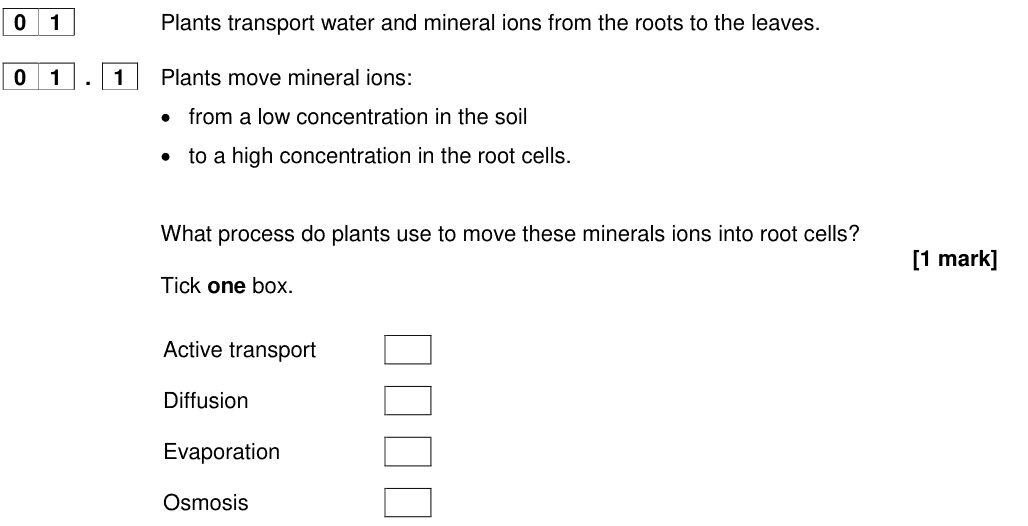 0 1 Plants transport water and mineral ions from the roots to the leaves.
0 1 . 1 Plants move mineral ions:
• from a low concentration in the soil
• to a high concentration in the root cells.
What process do plants use to move these minerals ions into root cells?
[1 mark]
Tick one box.
Active transport
Diffusion
Evaporation
Osmosis